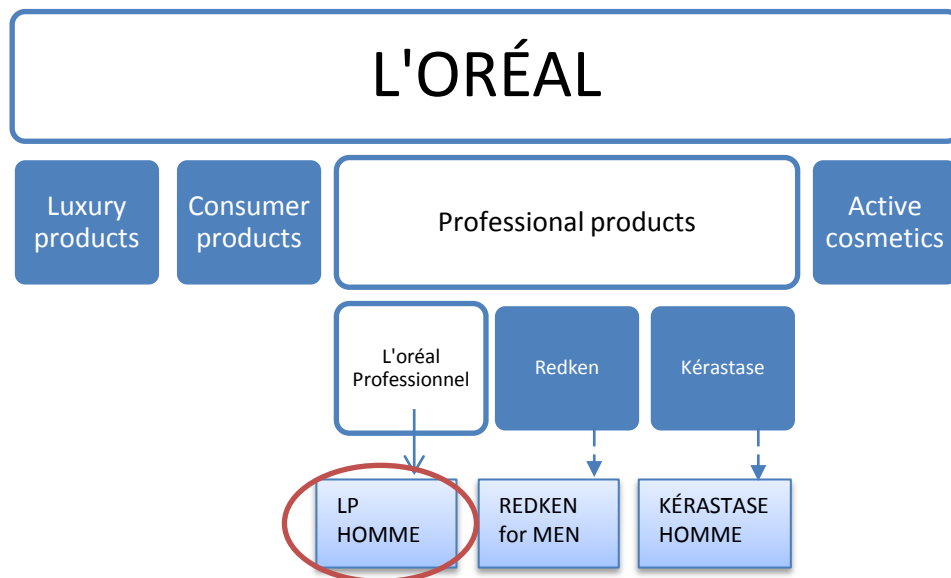 L'ORÉAL
Luxury
products
Consumer
products
Professional products
Active
cosmetics
L'oréal
Professionnel
Redken
Kérastase
LP
HOMME
REDKEN
for MEN
KÉRASTASE
HOMME